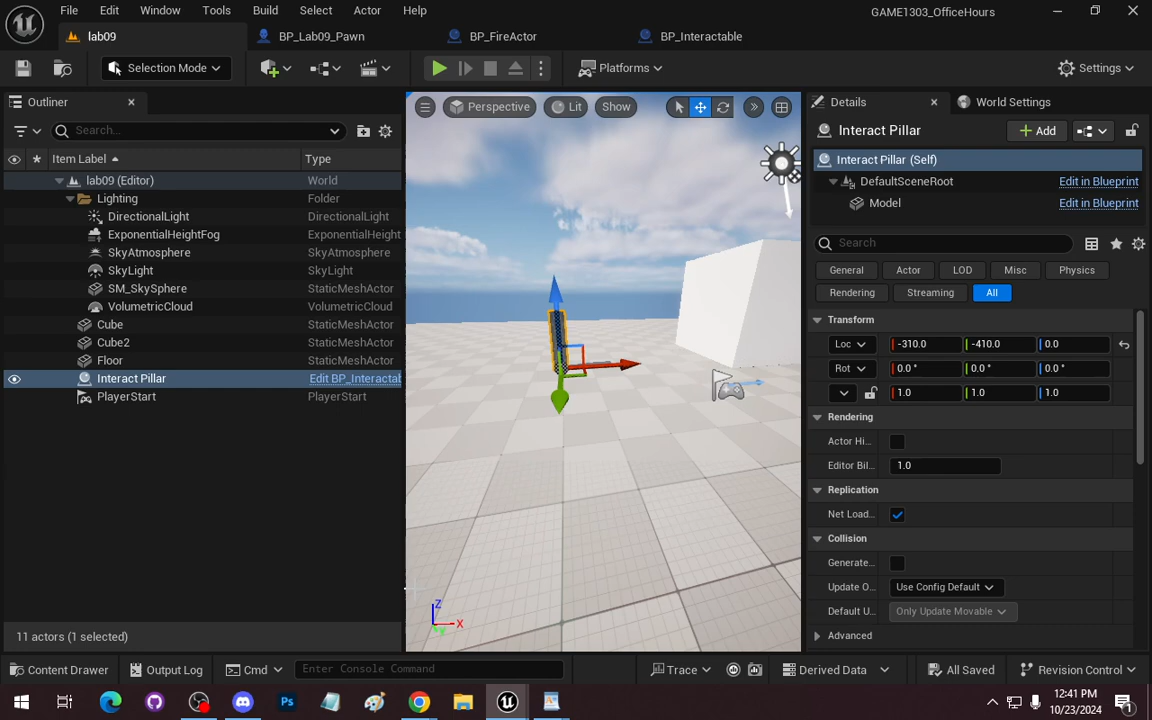 File Edit Window Tools Build Select Actor Help GAME1303_OfficeHours
lab09 BP_Lab09_Pawn BP_FireActor BP_Interactable
Selection Mode Platforms Settings
Outliner
Search...
Item Label Type
lab09 (Editor) World
Lighting Folder
DirectionalLight DirectionalLight
ExponentialHeightFog ExponentialHeight
SkyAtmosphere SkyAtmosphere
SkyLight SkyLight
SM_SkySphere StaticMeshActor
VolumetricCloud VolumetricCloud
Cube StaticMeshActor
Cube2 StaticMeshActor
Floor StaticMeshActor
Interact Pillar Edit BP_Interactab
PlayerStart PlayerStart
11 actors (1 selected)
Perspective Lit Show
Z
X
Y
Details World Settings
Interact Pillar Add
Interact Pillar (Self)
DefaultSceneRoot Edit in Blueprint
Model Edit in Blueprint
Search
General Actor LOD Misc Physics
Rendering Streaming All
Transform
Loc -310.0 -410.0 0.0
Rot 0.0 ° 0.0 ° 0.0 °
1.0 1.0 1.0
Rendering
Actor Hi...
Editor Bil... 1.0
Replication
Net Load...
Collision
Generate...
Update O... Use Config Default
Default U... Only Update Movable
Advanced
Content Drawer Output Log Cmd Enter Console Command Trace Derived Data All Saved Revision Control
Ps
12:41 PM
10/23/2024
1